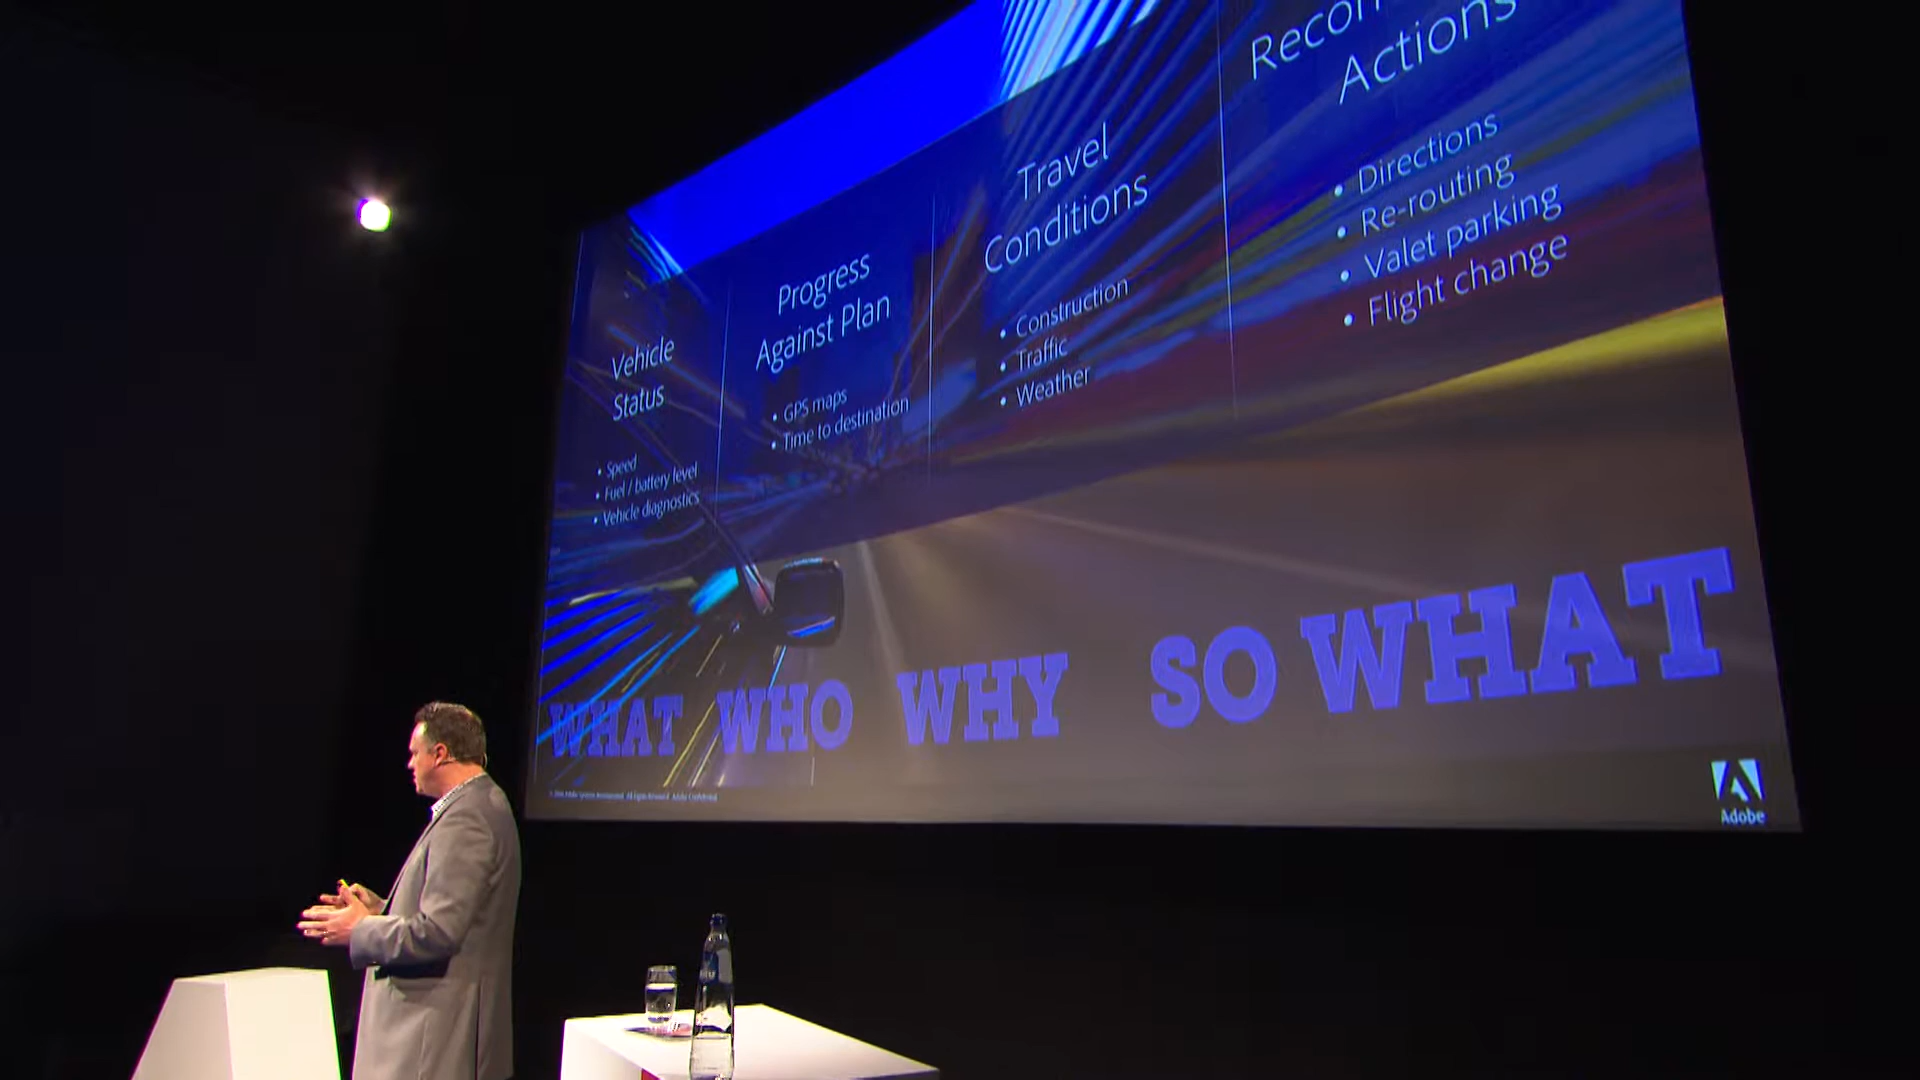 Vehicle
Status
• Speed
• Fuel / battery level
• Vehicle diagnostics
Progress
Against Plan
• GPS maps
• Time to destination
Travel
Conditions
• Construction
• Traffic
• Weather
Actions
• Directions
• Re-routing
• Valet parking
• Flight change
WHAT WHO WHY SO WHAT
Adobe